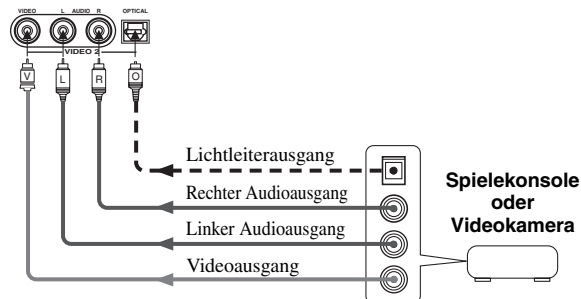 VIDEO L AUDIO R OPTICAL
VIDEO 2
V L R O
Lichtleiterausgang
Rechter Audioausgang
Linker Audioausgang
Videoausgang
Spielekonsole
oder
Videokamera